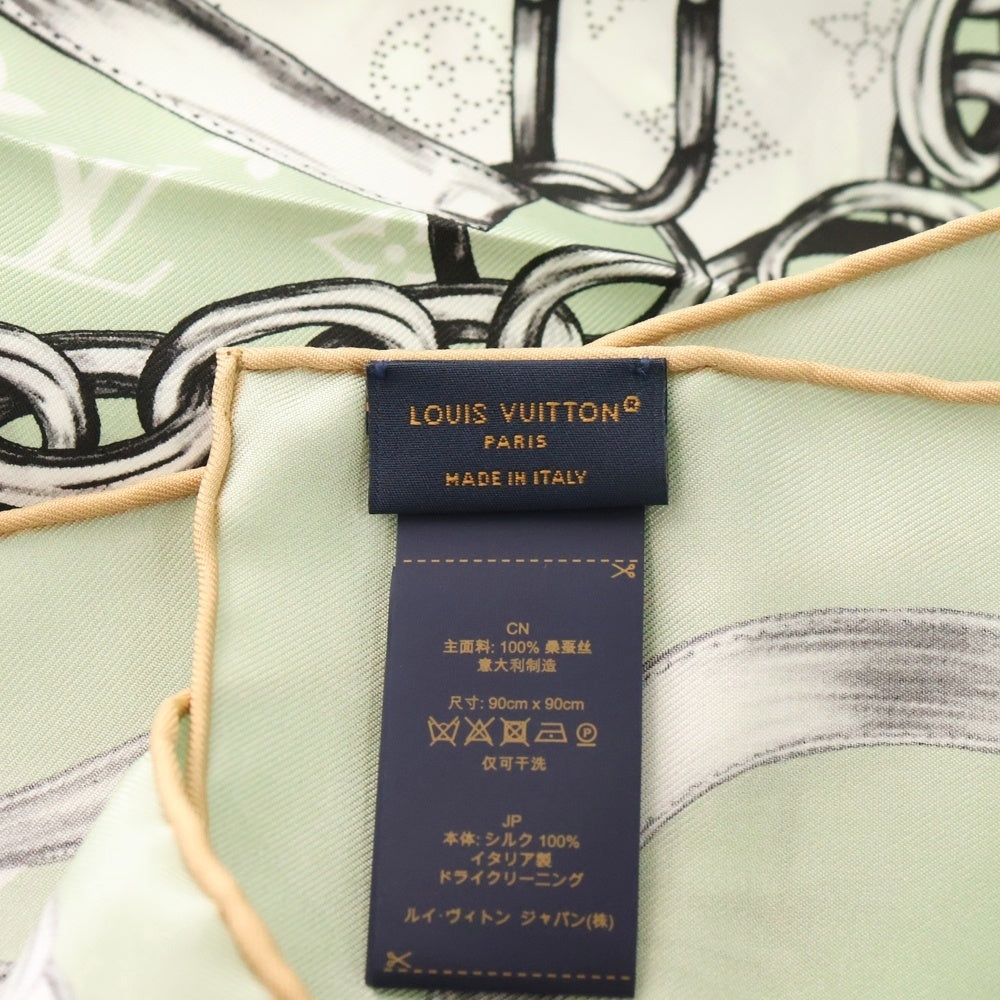 LOUIS VUITTON®
PARIS
MADE IN ITALY
CN
主面料: 100% 桑蚕丝
意大利制造
尺寸: 90cm x 90cm
P
仅可干洗
JP
本体: シルク 100%
イタリア製
ドライクリーニング
ルイ·ヴィトン ジャパン(株)
LV